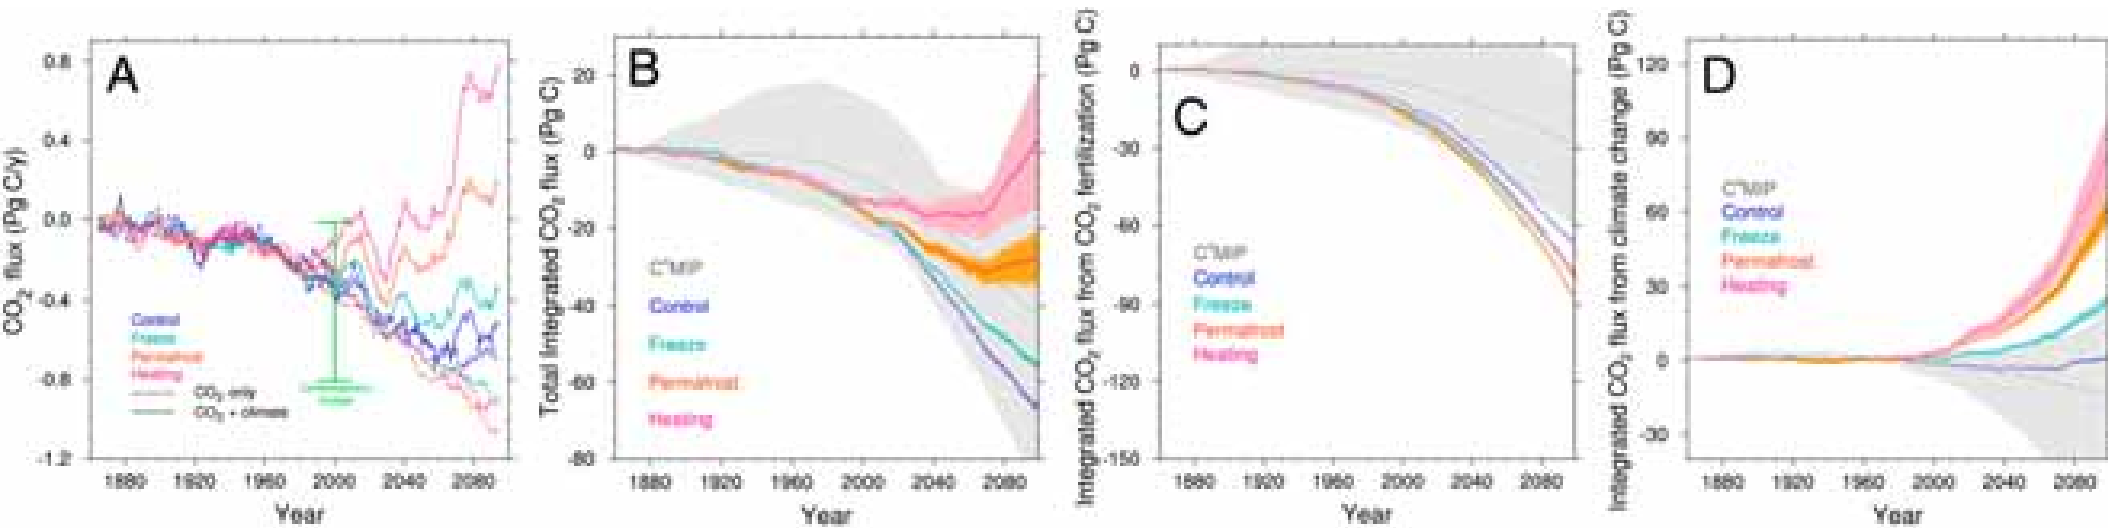 A
CO2 flux (Pg C/y)
0.8
0.4
0.0
-0.4
-0.8
-1.2
Control
Freeze
Permafrost
Heating
CO2 only
CO2 + climate
1880 1920 1960 2000 2040 2080
Year
B
Total Integrated CO2 flux (Pg C)
20
0
-20
-40
-60
-80
C4MIP
Control
Freeze
Permafrost
Heating
1880 1920 1960 2000 2040 2080
Year
C
Integrated CO2 flux from CO2 fertilization (Pg C)
0
-30
-60
-90
-120
-150
C4MIP
Control
Freeze
Permafrost
Heating
1880 1920 1960 2000 2040 2080
Year
D
Integrated CO2 flux from climate change (Pg C)
120
90
60
30
0
-30
C4MIP
Control
Freeze
Permafrost
Heating
1880 1920 1960 2000 2040 2080
Year